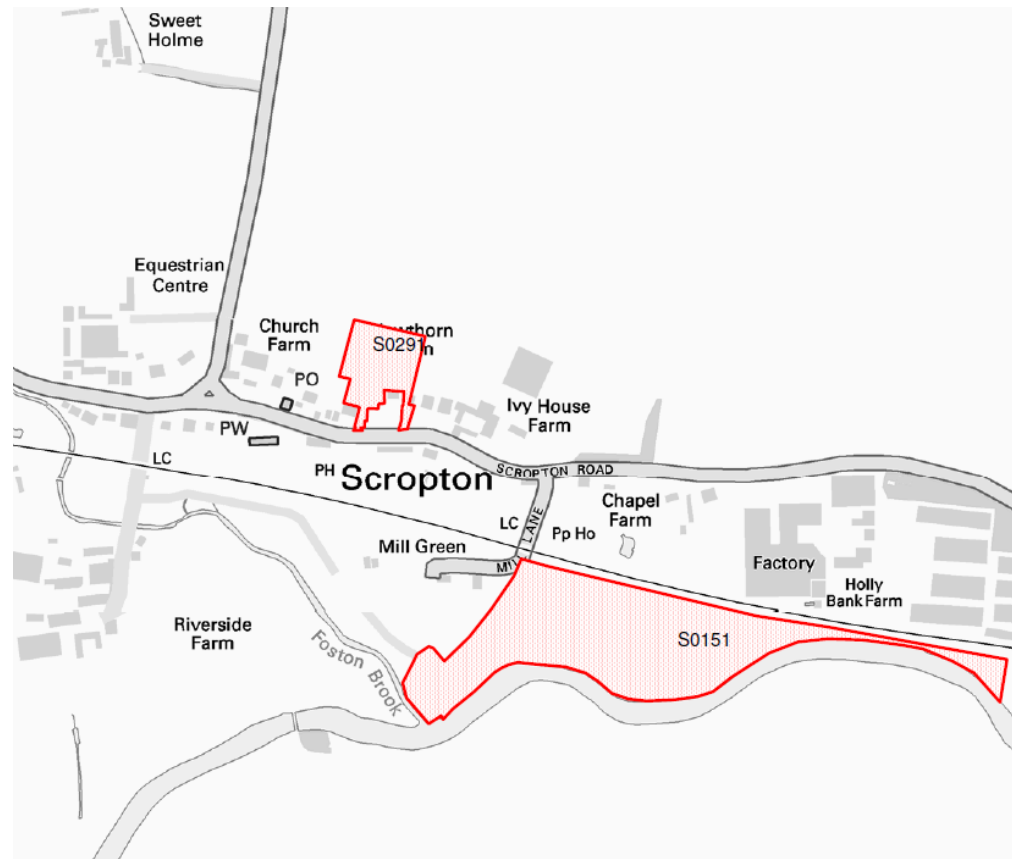 Sweet
Holme
Equestrian
Centre
Church
Farm
S0291
PO
PW
Ivy House
Farm
LC
PH
Scropton
SCROPTON ROAD
Chapel
Farm
LC
LANE
Pp Ho
Mill Green
Factory
Holly
Bank Farm
Riverside
Farm
S0151
Foston Brook